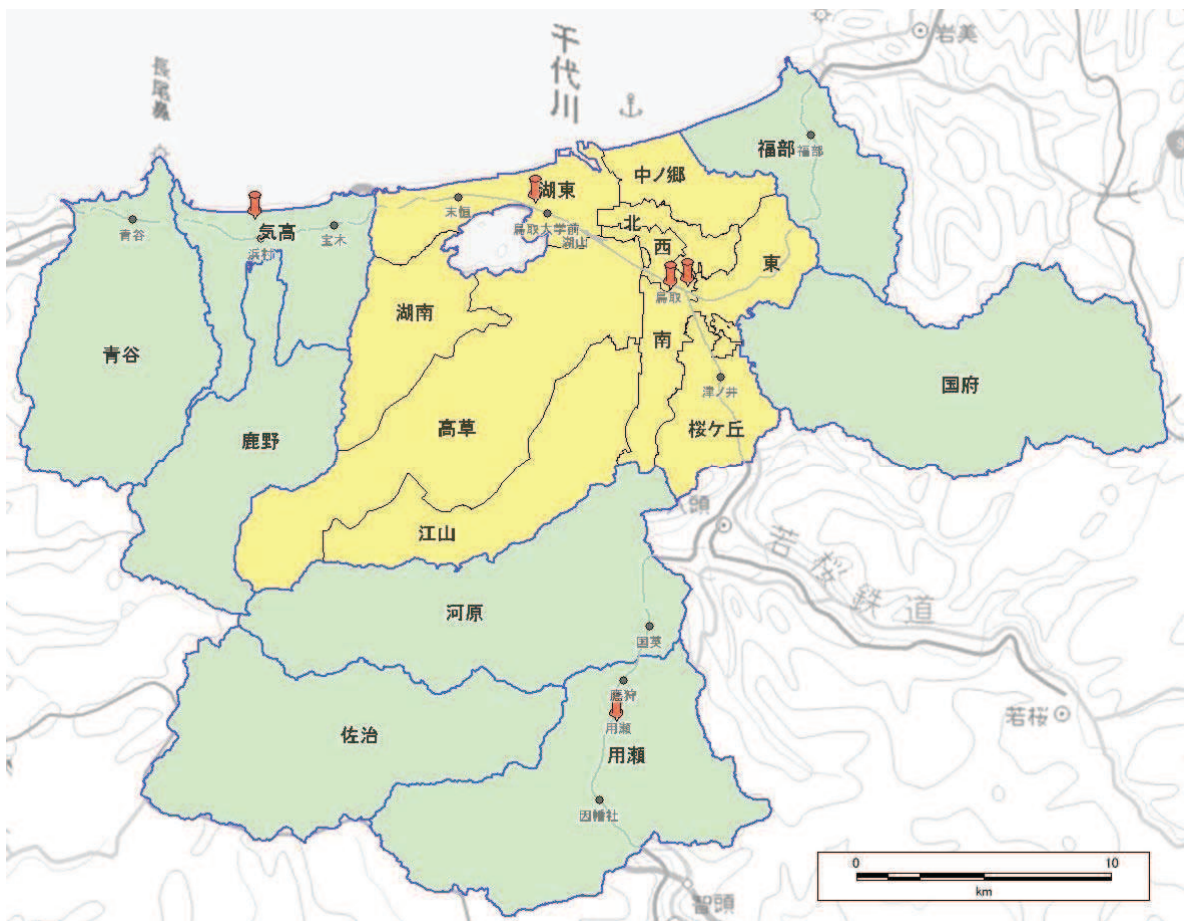 岩美
長尾鼻
千代川
福部
福部
中ノ郷
湖東
末恒
鳥取大学前
湖山
北
西
東
気高
浜村
宝木
青谷
鳥取
湖南
南
青谷
津ノ井
国府
桜ケ丘
高草
鹿野
八頭
江山
若桜鉄道
河原
国英
鷹狩
用瀬
若桜
佐治
用瀬
因幡社
智頭
0 10
km
9